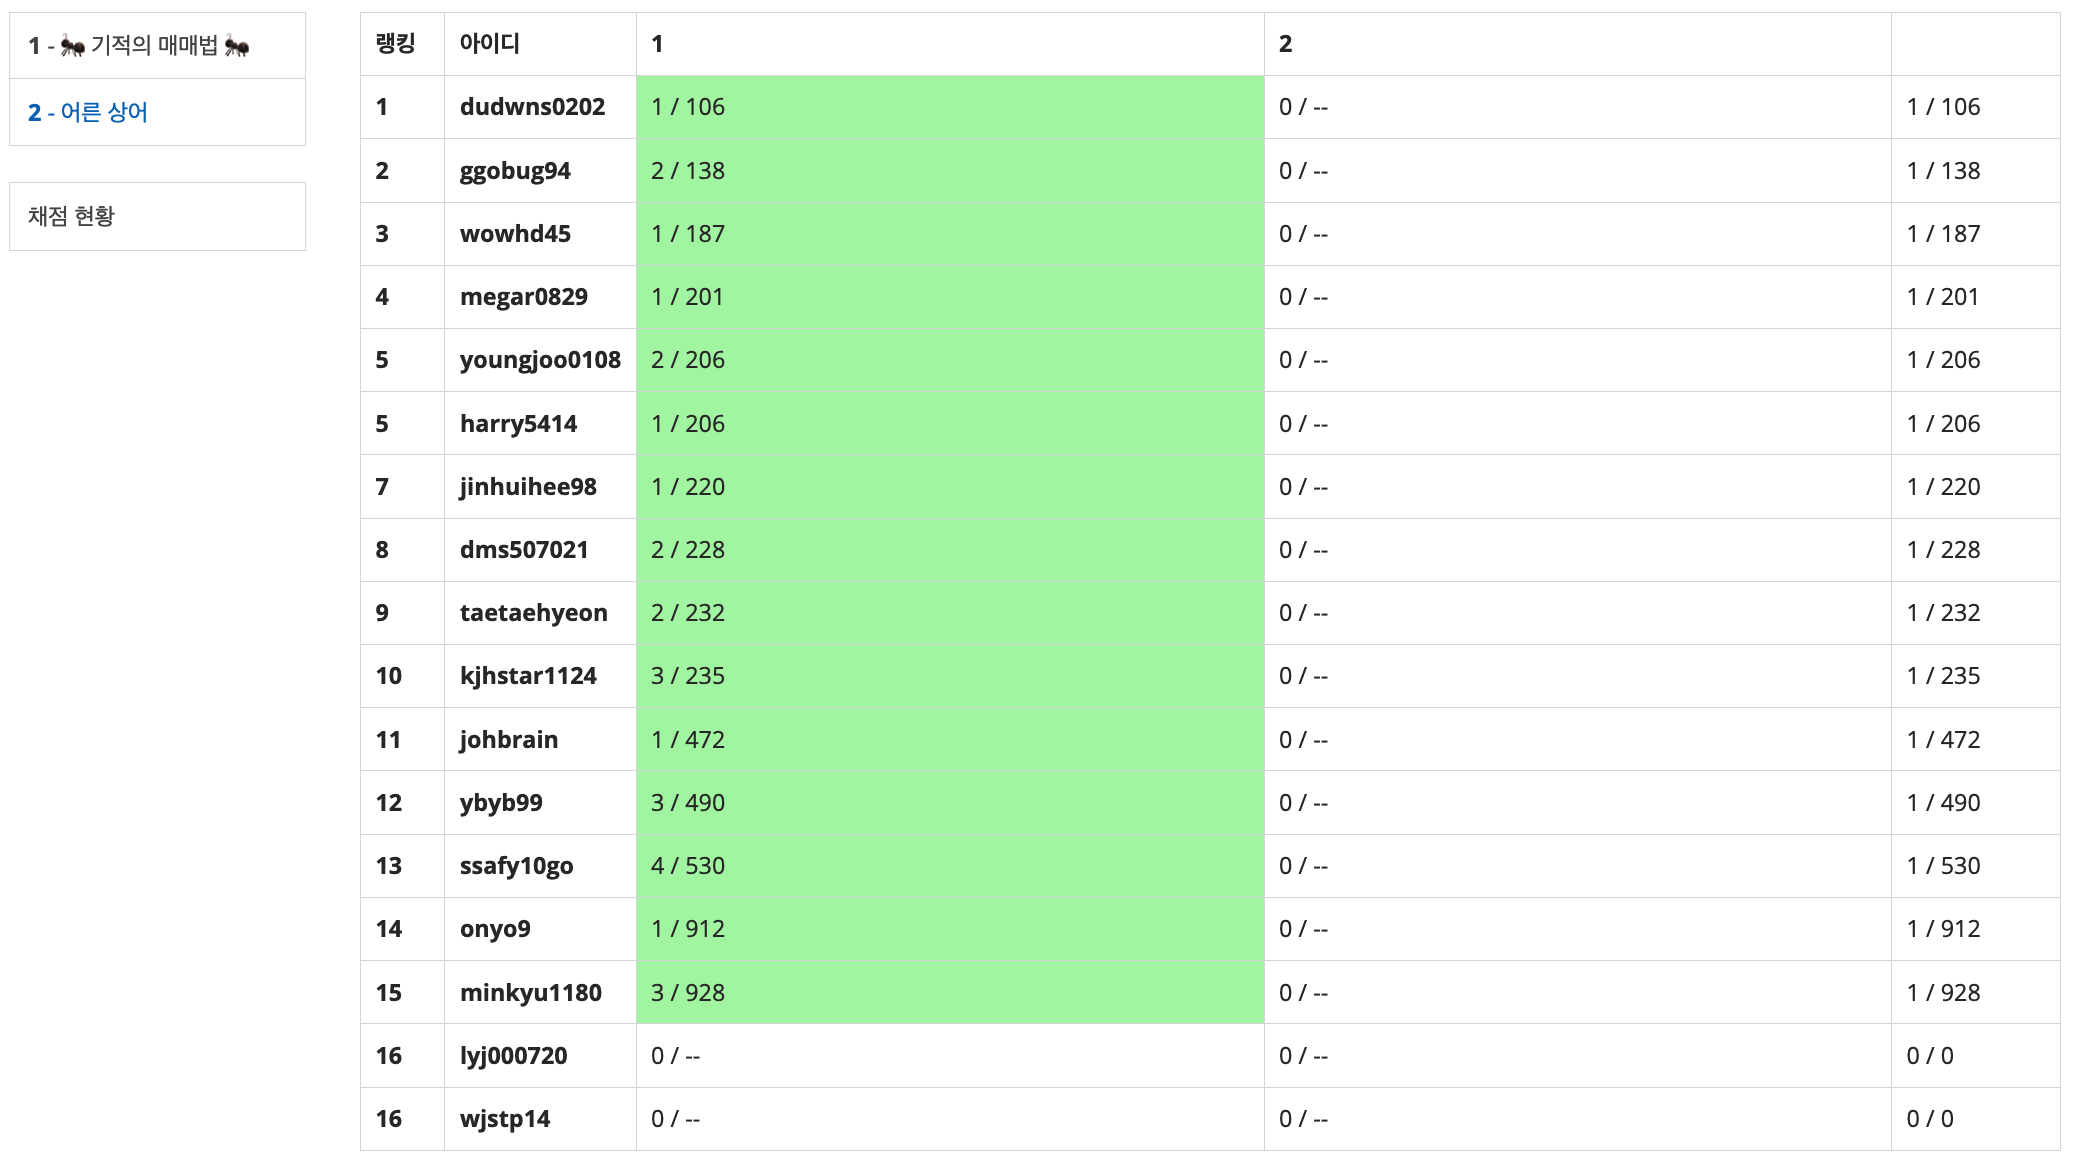 1 - 🐜 기적의 매매법 🐜
2 - 어른 상어
채점 현황
랭킹 아이디 1 2
1 dudwns0202 1 / 106 0 / -- 1 / 106
2 ggobug94 2 / 138 0 / -- 1 / 138
3 wowhd45 1 / 187 0 / -- 1 / 187
4 megar0829 1 / 201 0 / -- 1 / 201
5 youngjoo0108 2 / 206 0 / -- 1 / 206
5 harry5414 1 / 206 0 / -- 1 / 206
7 jinhuihee98 1 / 220 0 / -- 1 / 220
8 dms507021 2 / 228 0 / -- 1 / 228
9 taetaehyeon 2 / 232 0 / -- 1 / 232
10 kjhstar1124 3 / 235 0 / -- 1 / 235
11 johbrain 1 / 472 0 / -- 1 / 472
12 ybyb99 3 / 490 0 / -- 1 / 490
13 ssafy10go 4 / 530 0 / -- 1 / 530
14 onyo9 1 / 912 0 / -- 1 / 912
15 minkyu1180 3 / 928 0 / -- 1 / 928
16 lyj000720 0 / -- 0 / -- 0 / 0
16 wjstp14 0 / -- 0 / -- 0 / 0